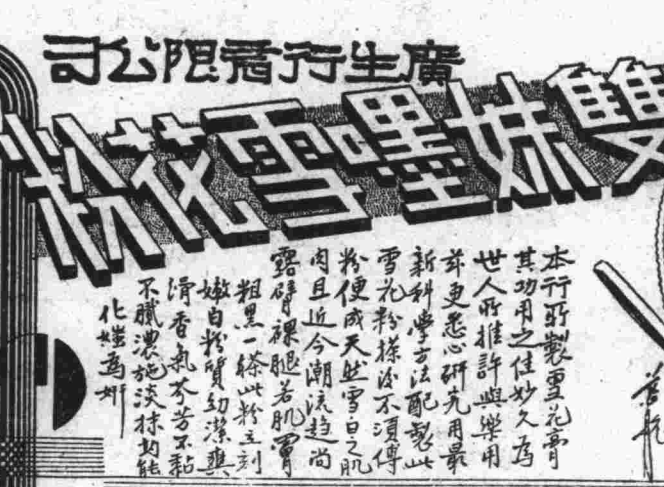 廣生行有限公司
雙妹嚜雪花粉
本行所製雪花膏
其功用之佳妙久為
世人所推許與樂用
茲更悉心研究用最
新科學方法配製此
雪花粉搽後不須傅
粉便成天然雪白之肌
肉且近今潮流趋尚
露臂裸腿若肌膚
粗黑一搽此粉立刻
嫩白粉質幼潔與
滑香氣芬芳不黏
不膩濃施淡抹均能
化媸為妍